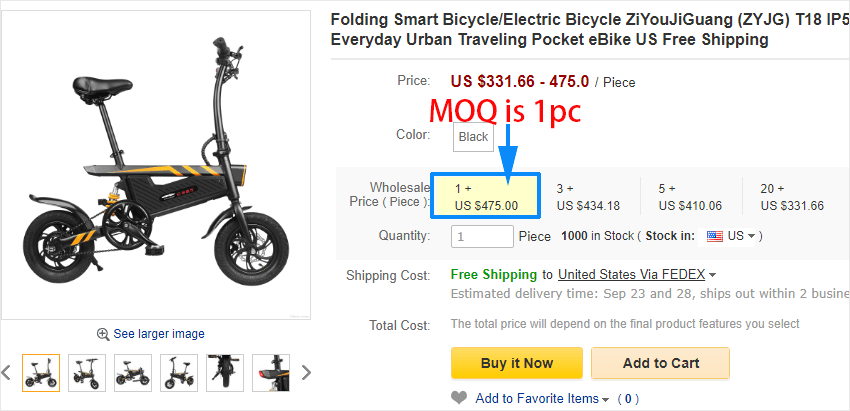 Folding Smart Bicycle/Electric Bicycle ZiYouJiGuang (ZYJG) T18 IP5
Everyday Urban Traveling Pocket eBike US Free Shipping
Price: US $331.66 - 475.0 / Piece
MOQ is 1pc
Color: Black
Wholesale Price ( Piece ):
1 + 3 + 5 + 20 +
US $475.00 US $434.18 US $410.06 US $331.66
Quantity: 1 Piece 1000 in Stock ( Stock in: US )
Shipping Cost: Free Shipping to United States Via FEDEX
Estimated delivery time: Sep 23 and 28, ships out within 2 busine
Total Cost: The total price will depend on the final product features you select
See larger image
Buy it Now Add to Cart
Add to Favorite Items ( 0 )